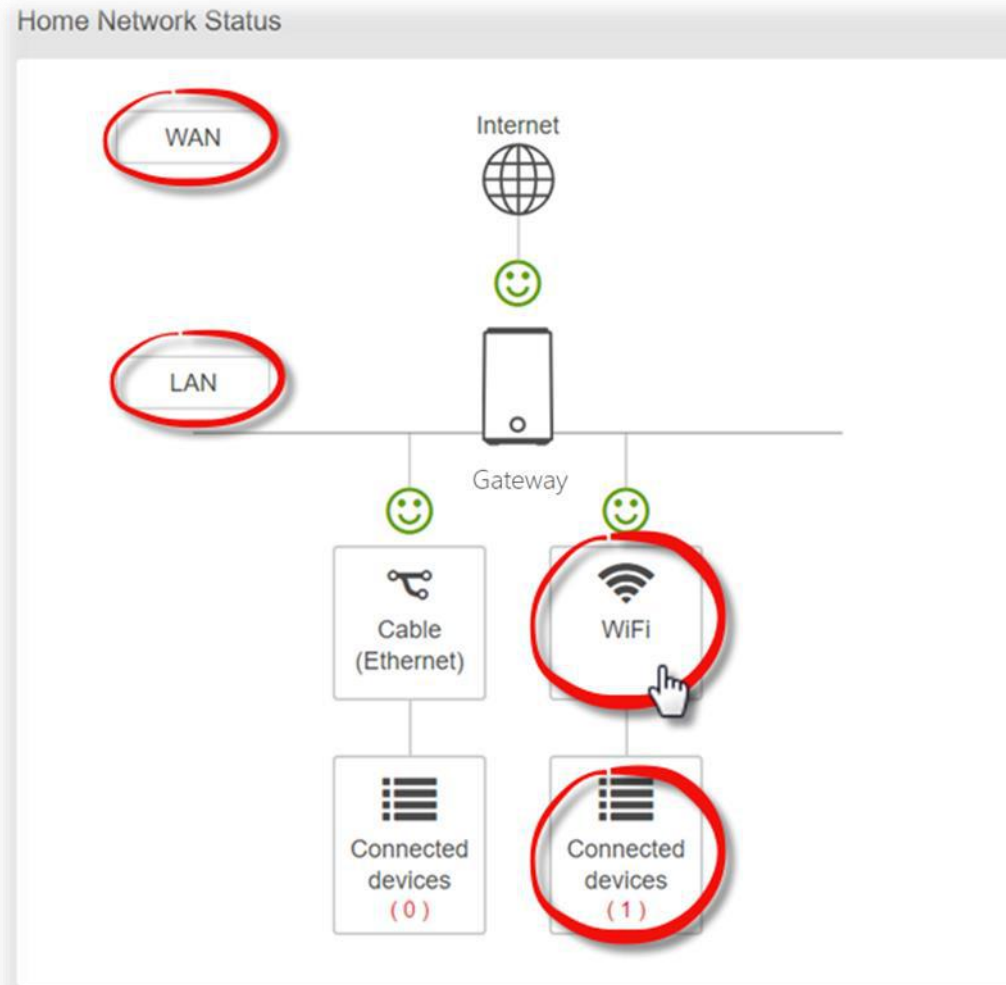 Home Network Status
WAN
Internet
LAN
Gateway
Cable
(Ethernet)
WiFi
Connected
devices
( 0 )
Connected
devices
( 1 )